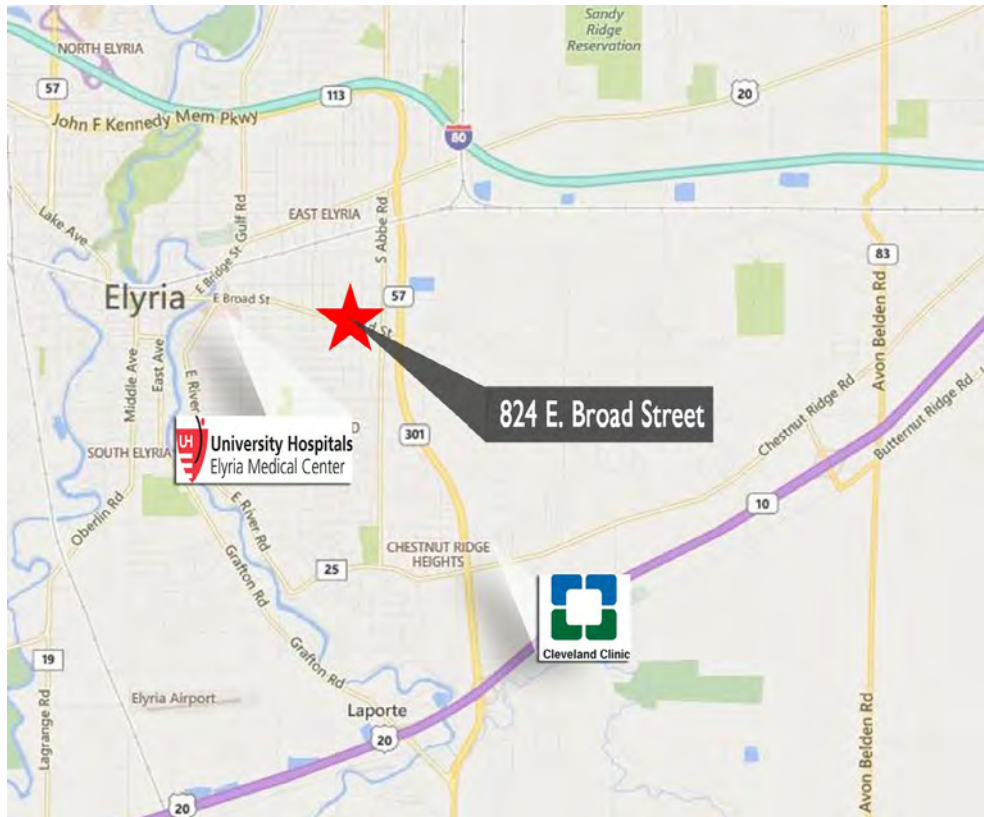 Sandy
Ridge
Reservation
NORTH ELYRIA
57
113
20
John F Kennedy Mem Pkwy
80
Lake Ave
Gulf Rd
EAST ELYRIA
S Abbe Rd
E Bridge St
83
Elyria
E Broad St
57
d St
Avon Belden Rd
Middle Ave
East Ave
E River
824 E. Broad Street
Chestnut Ridge Rd
Butternut Ridge Rd
UH
University Hospitals
Elyria Medical Center
D
301
SOUTH ELYRIA
Oberlin Rd
E River Rd
10
CHESTNUT RIDGE
HEIGHTS
25
Grafton Rd
Cleveland Clinic
Grafton Rd
19
Elyria Airport
Laporte
Lagrange Rd
20
Avon Belden Rd
20